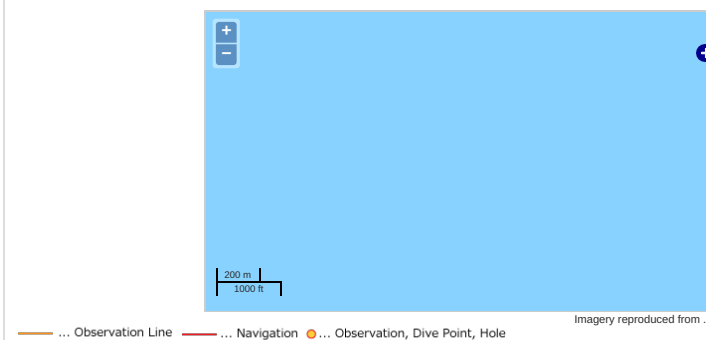 +
−
200 m
1000 ft
Imagery reproduced from .
... Observation Line ... Navigation ... Observation, Dive Point, Hole